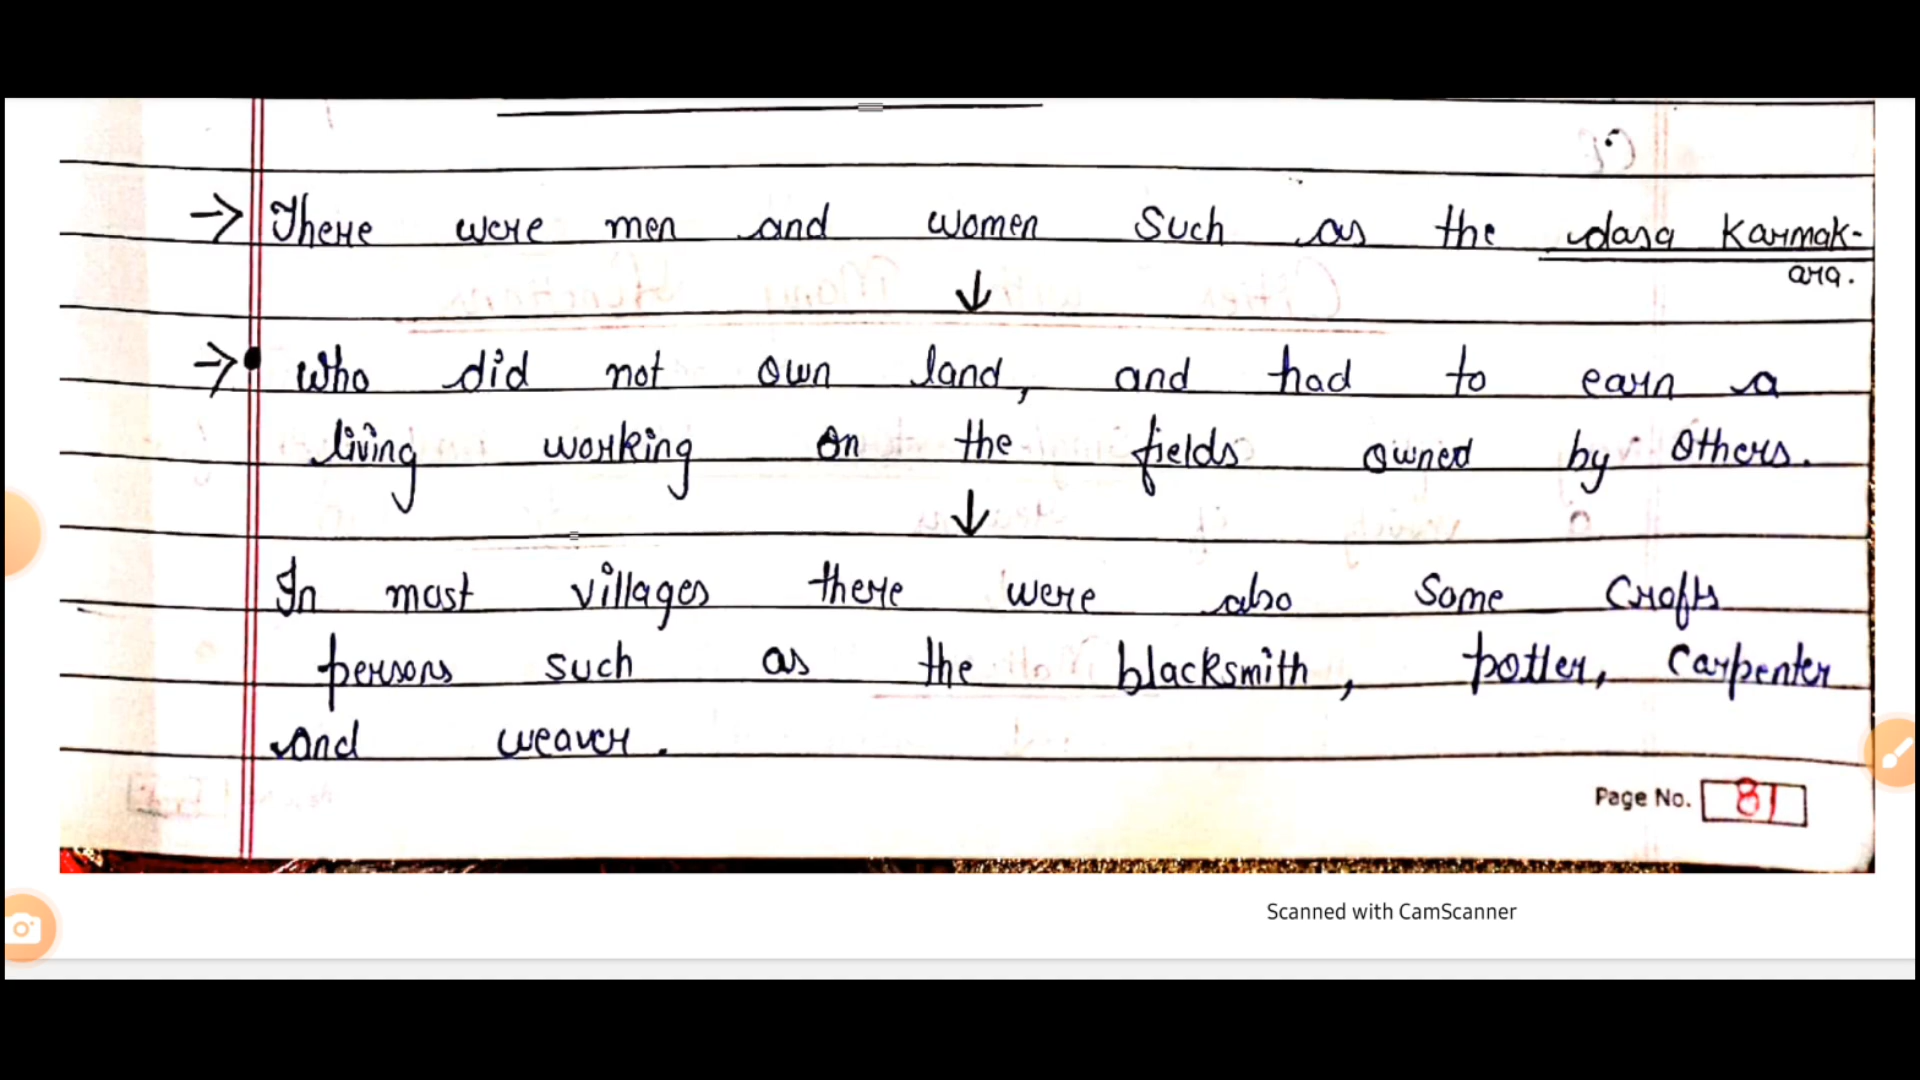 → There were men and women Such as the dasa Karmak-
ara.
↓
→• Who did not own land, and had to earn a
living working on the fields owned by Others.
↓
In most villages there were also Some Crafts
persons such as the blacksmith, potter, Carpenter
and weaver.
Page No. 81
Scanned with CamScanner